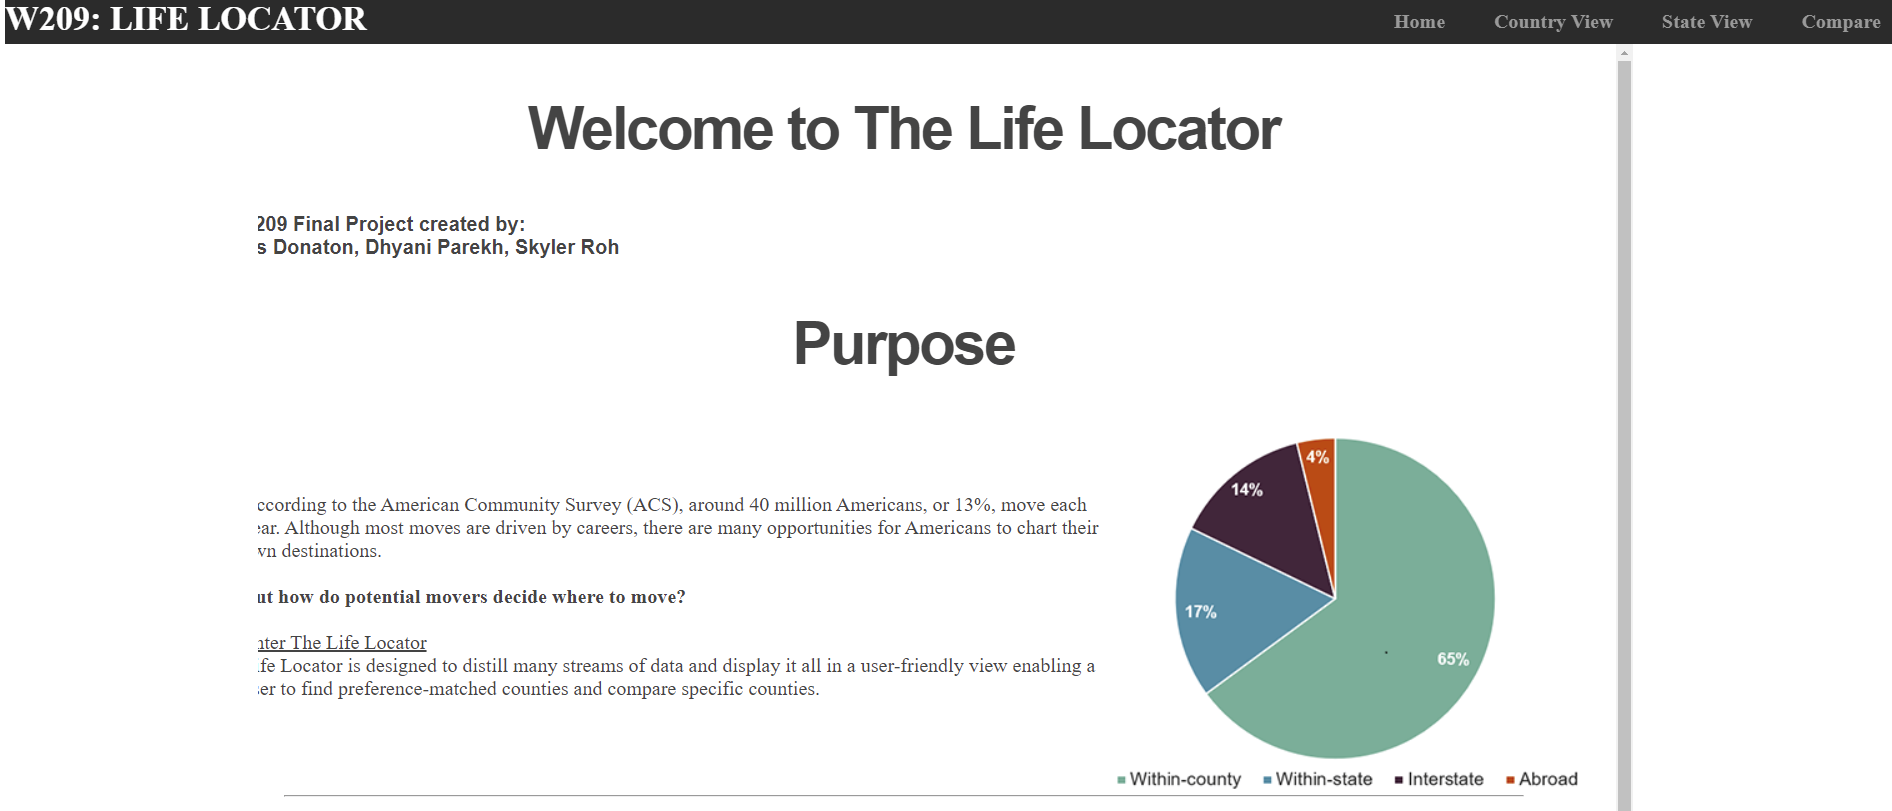 W209: LIFE LOCATOR
Home Country View State View Compare
Welcome to The Life Locator
209 Final Project created by:
s Donaton, Dhyani Parekh, Skyler Roh
Purpose
ccording to the American Community Survey (ACS), around 40 million Americans, or 13%, move each
ear. Although most moves are driven by careers, there are many opportunities for Americans to chart their
wn destinations.
ut how do potential movers decide where to move?
nter The Life Locator
ife Locator is designed to distill many streams of data and display it all in a user-friendly view enabling a
er to find preference-matched counties and compare specific counties.
4%
14%
17%
65%
Within-county Within-state Interstate Abroad